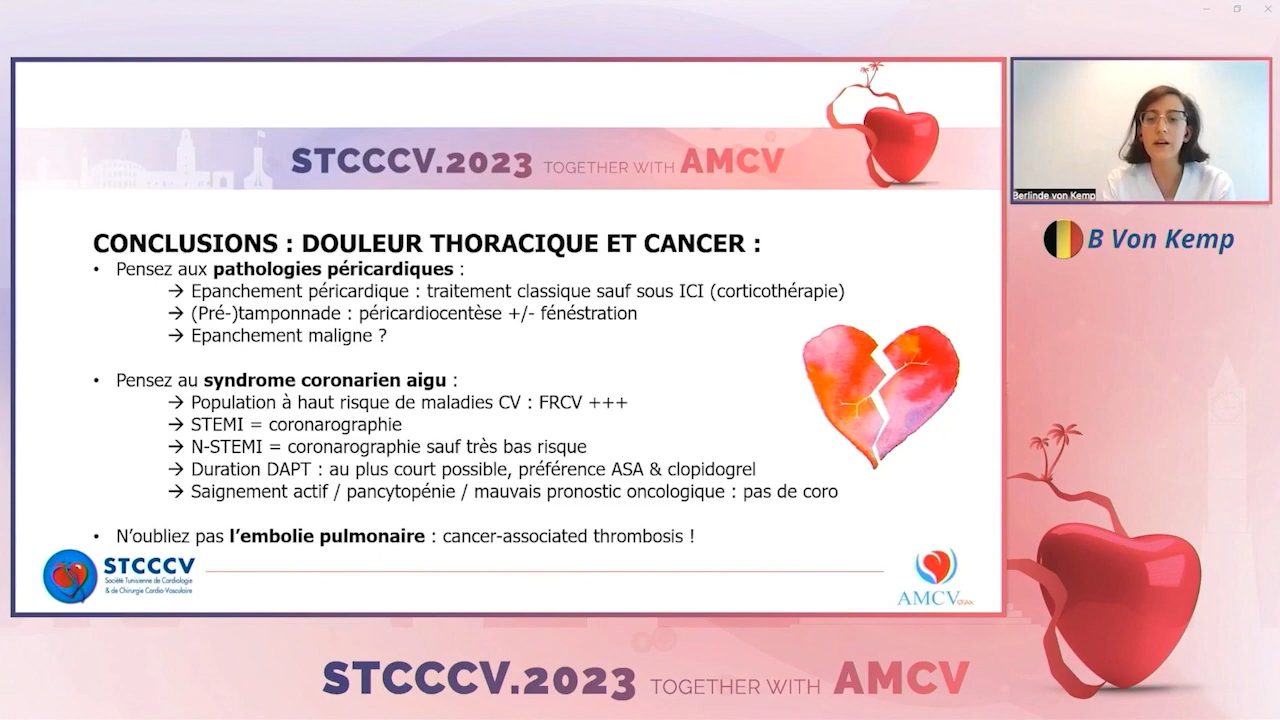 STCCCV.2023 TOGETHER WITH AMCV
CONCLUSIONS : DOULEUR THORACIQUE ET CANCER :
• Pensez aux pathologies péricardiques :
→ Epanchement péricardique : traitement classique sauf sous ICI (corticothérapie)
→ (Pré-)tamponnade : péricardiocentèse +/- fénéstration
→ Epanchement maligne ?
• Pensez au syndrome coronarien aigu :
→ Population à haut risque de maladies CV : FRCV +++
→ STEMI = coronarographie
→ N-STEMI = coronarographie sauf très bas risque
→ Duration DAPT : au plus court possible, préférence ASA & clopidogrel
→ Saignement actif / pancytopénie / mauvais pronostic oncologique : pas de coro
• N'oubliez pas l'embolie pulmonaire : cancer-associated thrombosis !
STCCCV
Société Tunisienne de Cardiologie
& de Chirurgie Cardio-Vasculaire
AMCV
Berlinde von Kemp
B Von Kemp
STCCCV.2023 TOGETHER WITH AMCV